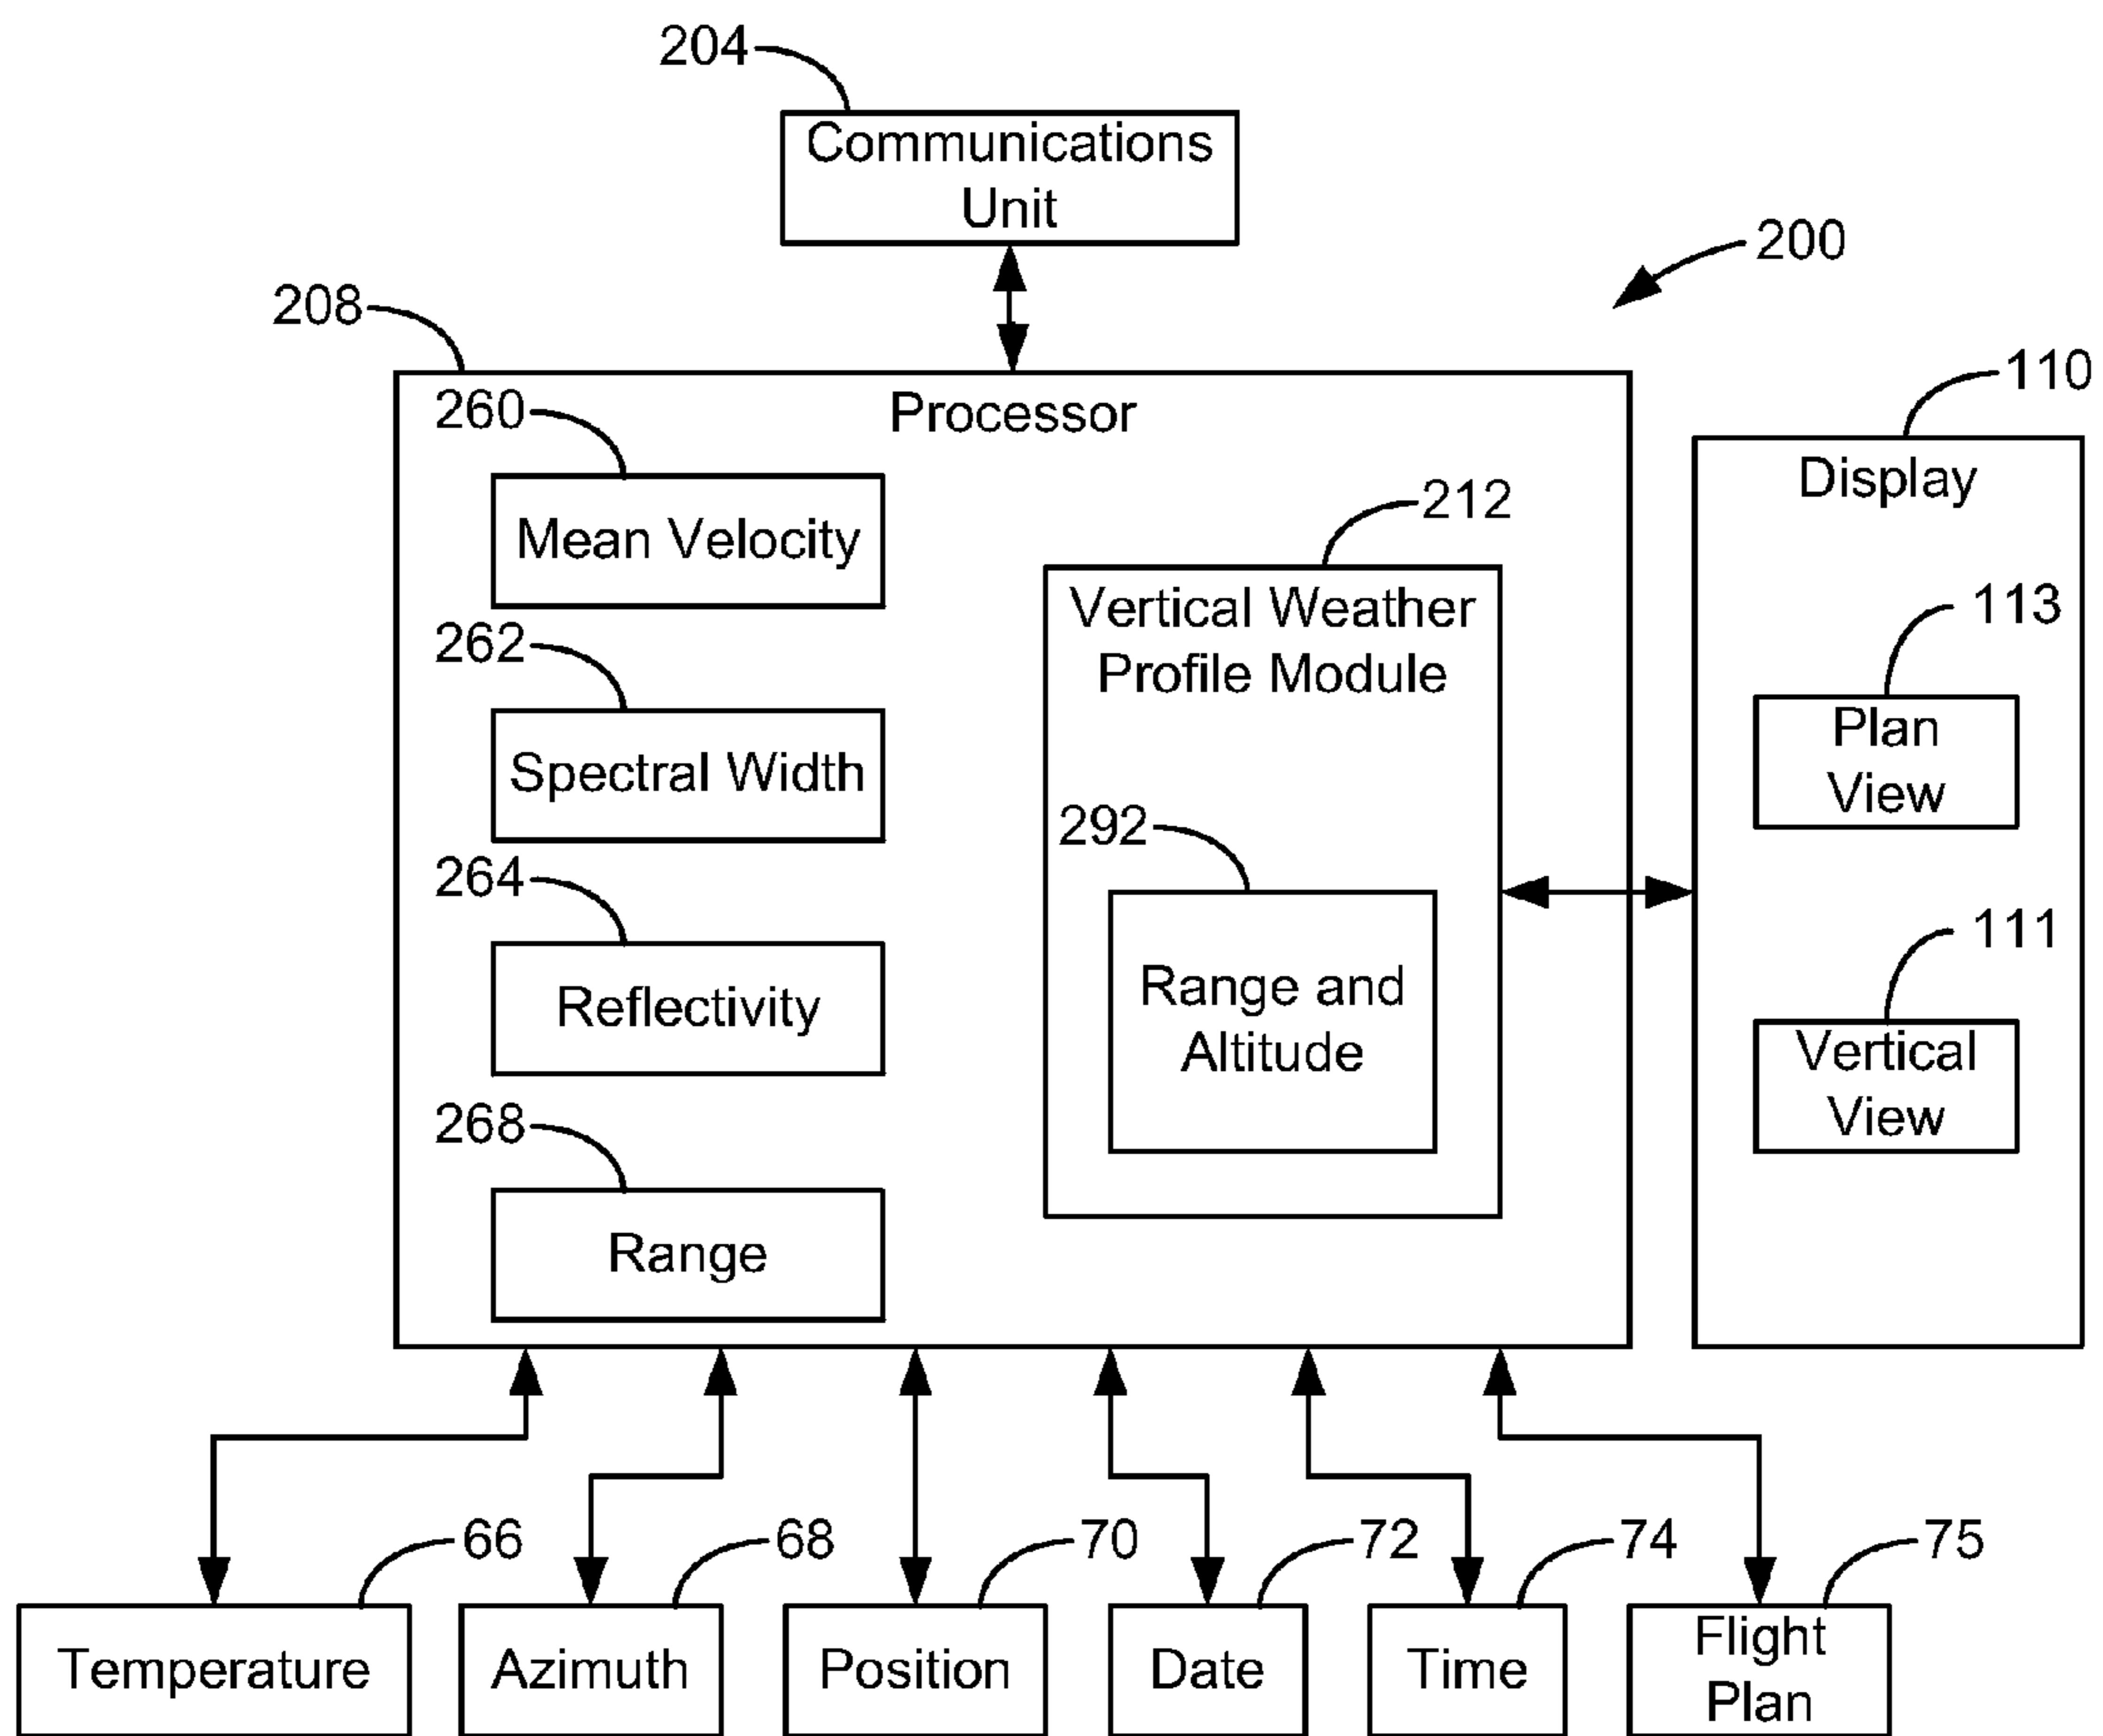 204
Communications
Unit
200
208
Processor
260
Mean Velocity
262
Spectral Width
264
Reflectivity
268
Range
212
Vertical Weather
Profile Module
292
Range and
Altitude
110
Display
113
Plan
View
111
Vertical
View
66
Temperature
68
Azimuth
70
Position
72
Date
74
Time
75
Flight
Plan